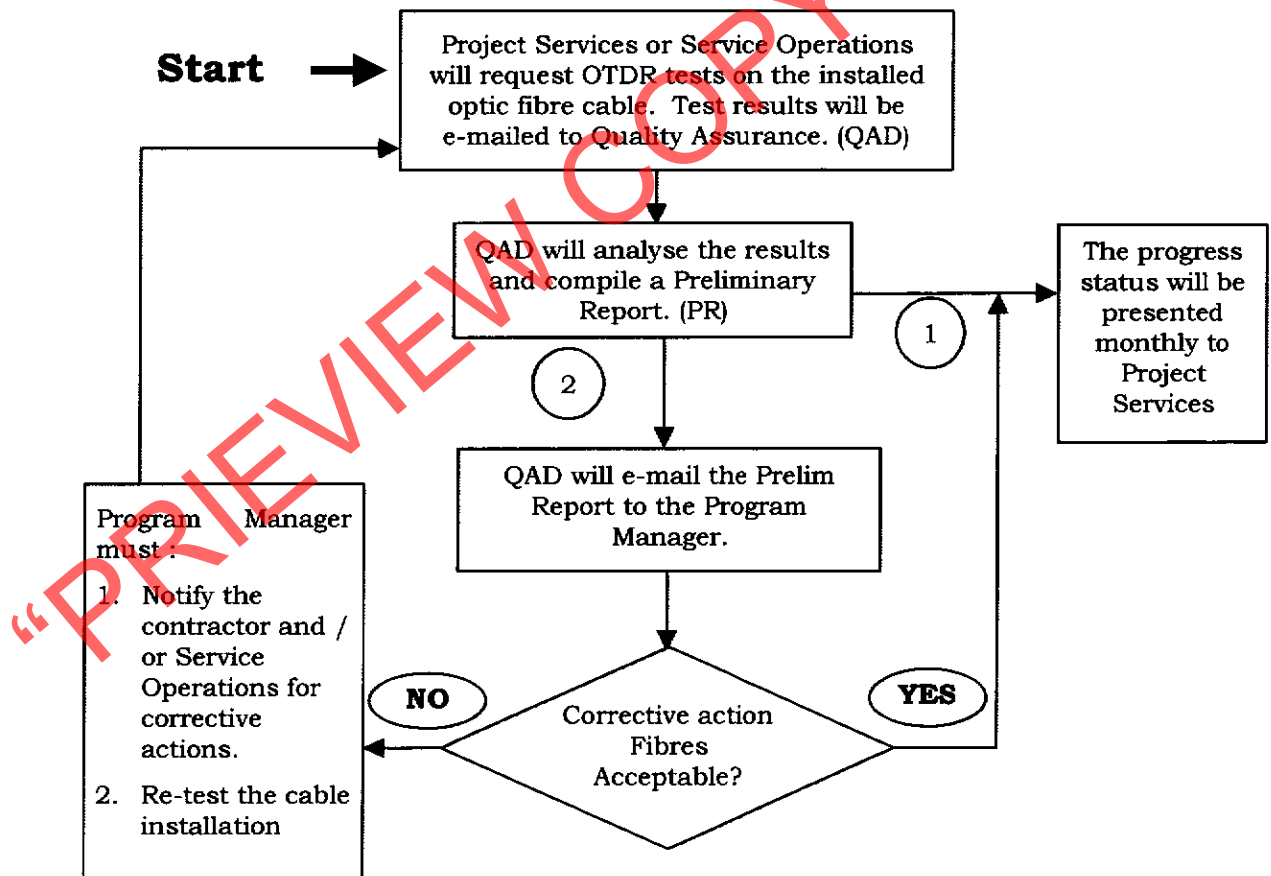 Start
Project Services or Service Operations
will request OTDR tests on the installed
optic fibre cable. Test results will be
e-mailed to Quality Assurance. (QAD)
QAD will analyse the results
and compile a Preliminary
Report. (PR)
1
The progress
status will be
presented
monthly to
Project
Services
2
QAD will e-mail the Prelim
Report to the Program
Manager.
Program Manager
must :
1. Notify the
contractor and /
or Service
Operations for
corrective
actions.
2. Re-test the cable
installation
NO
Corrective action
Fibres
Acceptable?
YES
“PRIEVIEW COPY